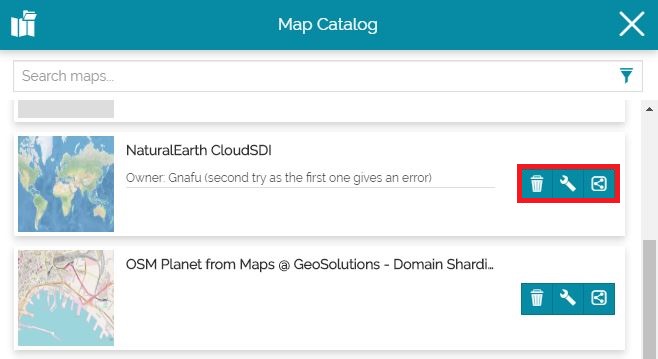 Map Catalog
Search maps...
NaturalEarth CloudSDI
Owner: Gnafu (second try as the first one gives an error)
OSM Planet from Maps @ GeoSolutions - Domain Shardi...